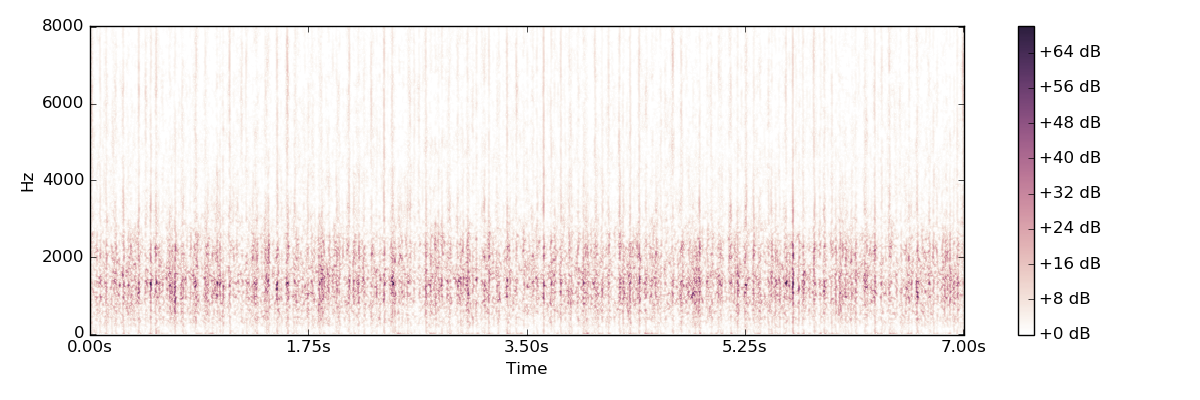 8000
6000
4000
2000
0
Hz
0.00s
1.75s
3.50s
5.25s
7.00s
Time
+64 dB
+56 dB
+48 dB
+40 dB
+32 dB
+24 dB
+16 dB
+8 dB
+0 dB